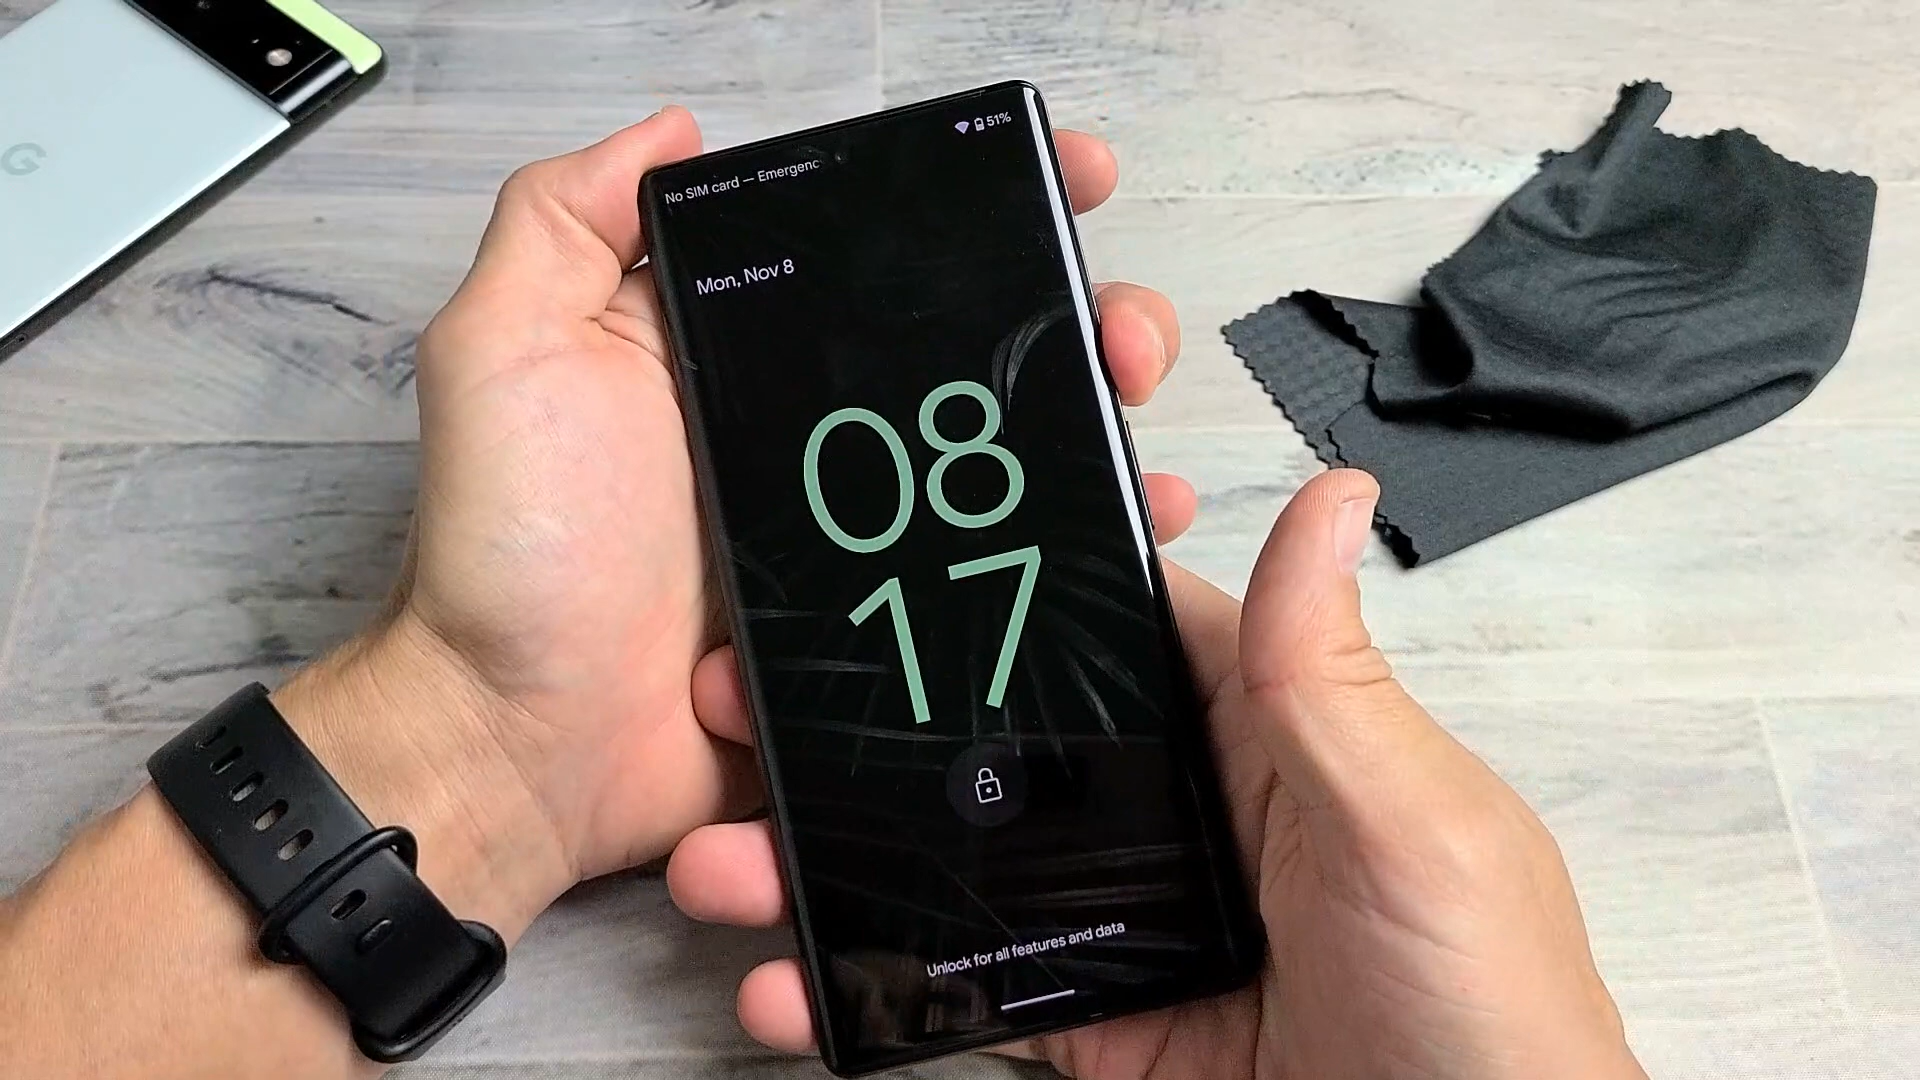 51%
No SIM card — Emergenc
Mon, Nov 8
08
17
Unlock for all features and data
G